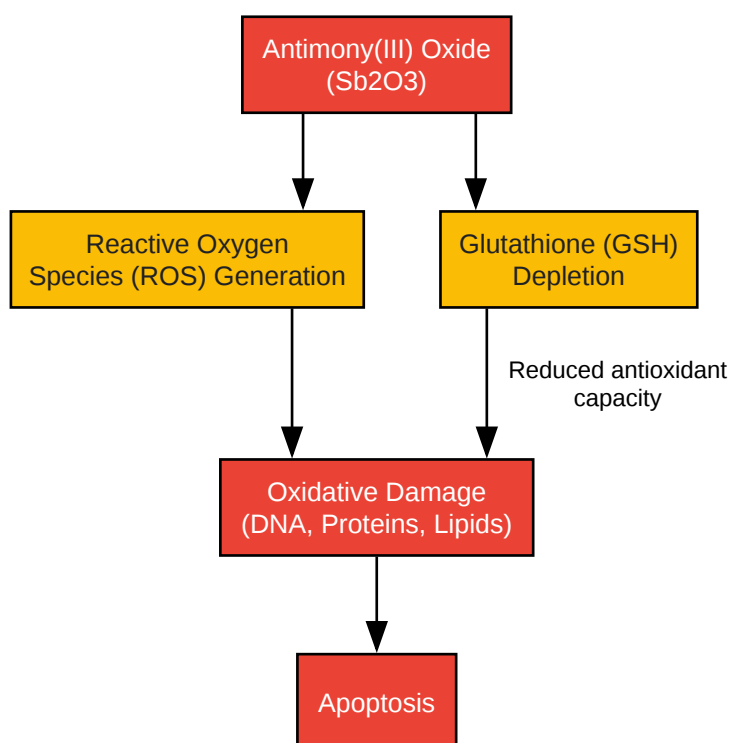 Antimony(III) Oxide
(Sb2O3)
Reactive Oxygen
Species (ROS) Generation
Glutathione (GSH)
Depletion
Reduced antioxidant
capacity
Oxidative Damage
(DNA, Proteins, Lipids)
Apoptosis